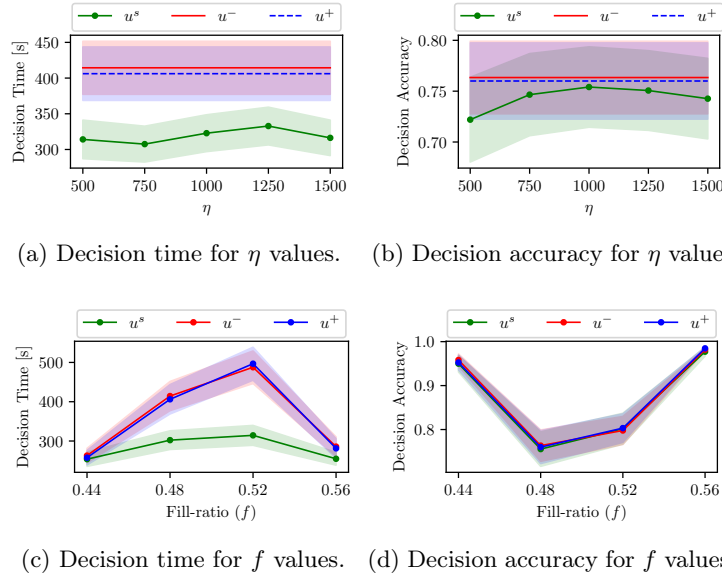 u^s u^- u^+
u^s u^- u^+
Decision Time [s]
450
400
350
300
500 750 1000 1250 1500
η
Decision Accuracy
0.80
0.75
0.70
500 750 1000 1250 1500
η
(a) Decision time for η values.
(b) Decision accuracy for η value
u^s u^- u^+
u^s u^- u^+
Decision Time [s]
500
400
300
0.44 0.48 0.52 0.56
Fill-ratio (f)
Decision Accuracy
1.0
0.9
0.8
0.44 0.48 0.52 0.56
Fill-ratio (f)
(c) Decision time for f values.
(d) Decision accuracy for f values